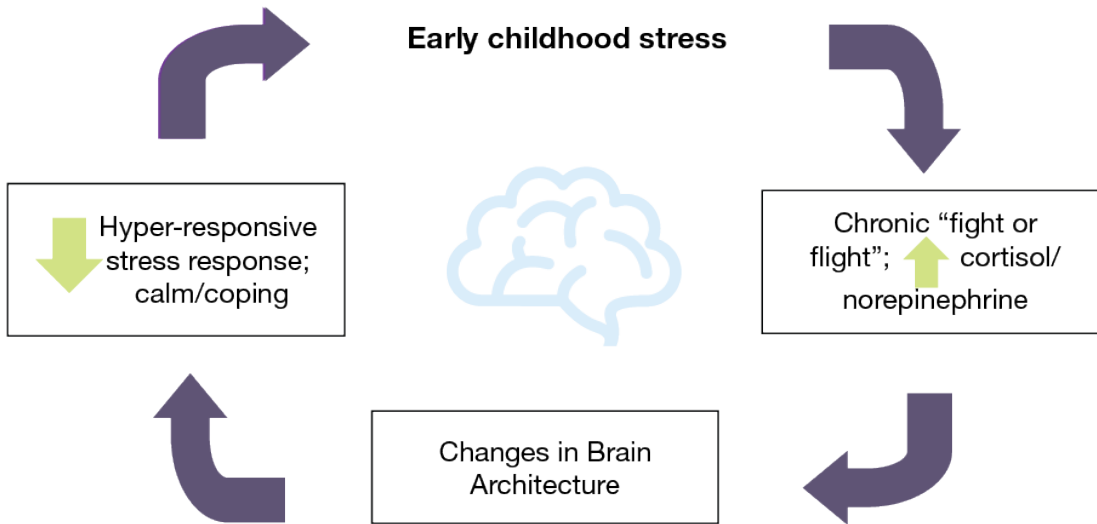 Early childhood stress
Hyper-responsive
stress response;
calm/coping
Chronic “fight or
flight”; cortisol/
norepinephrine
Changes in Brain
Architecture